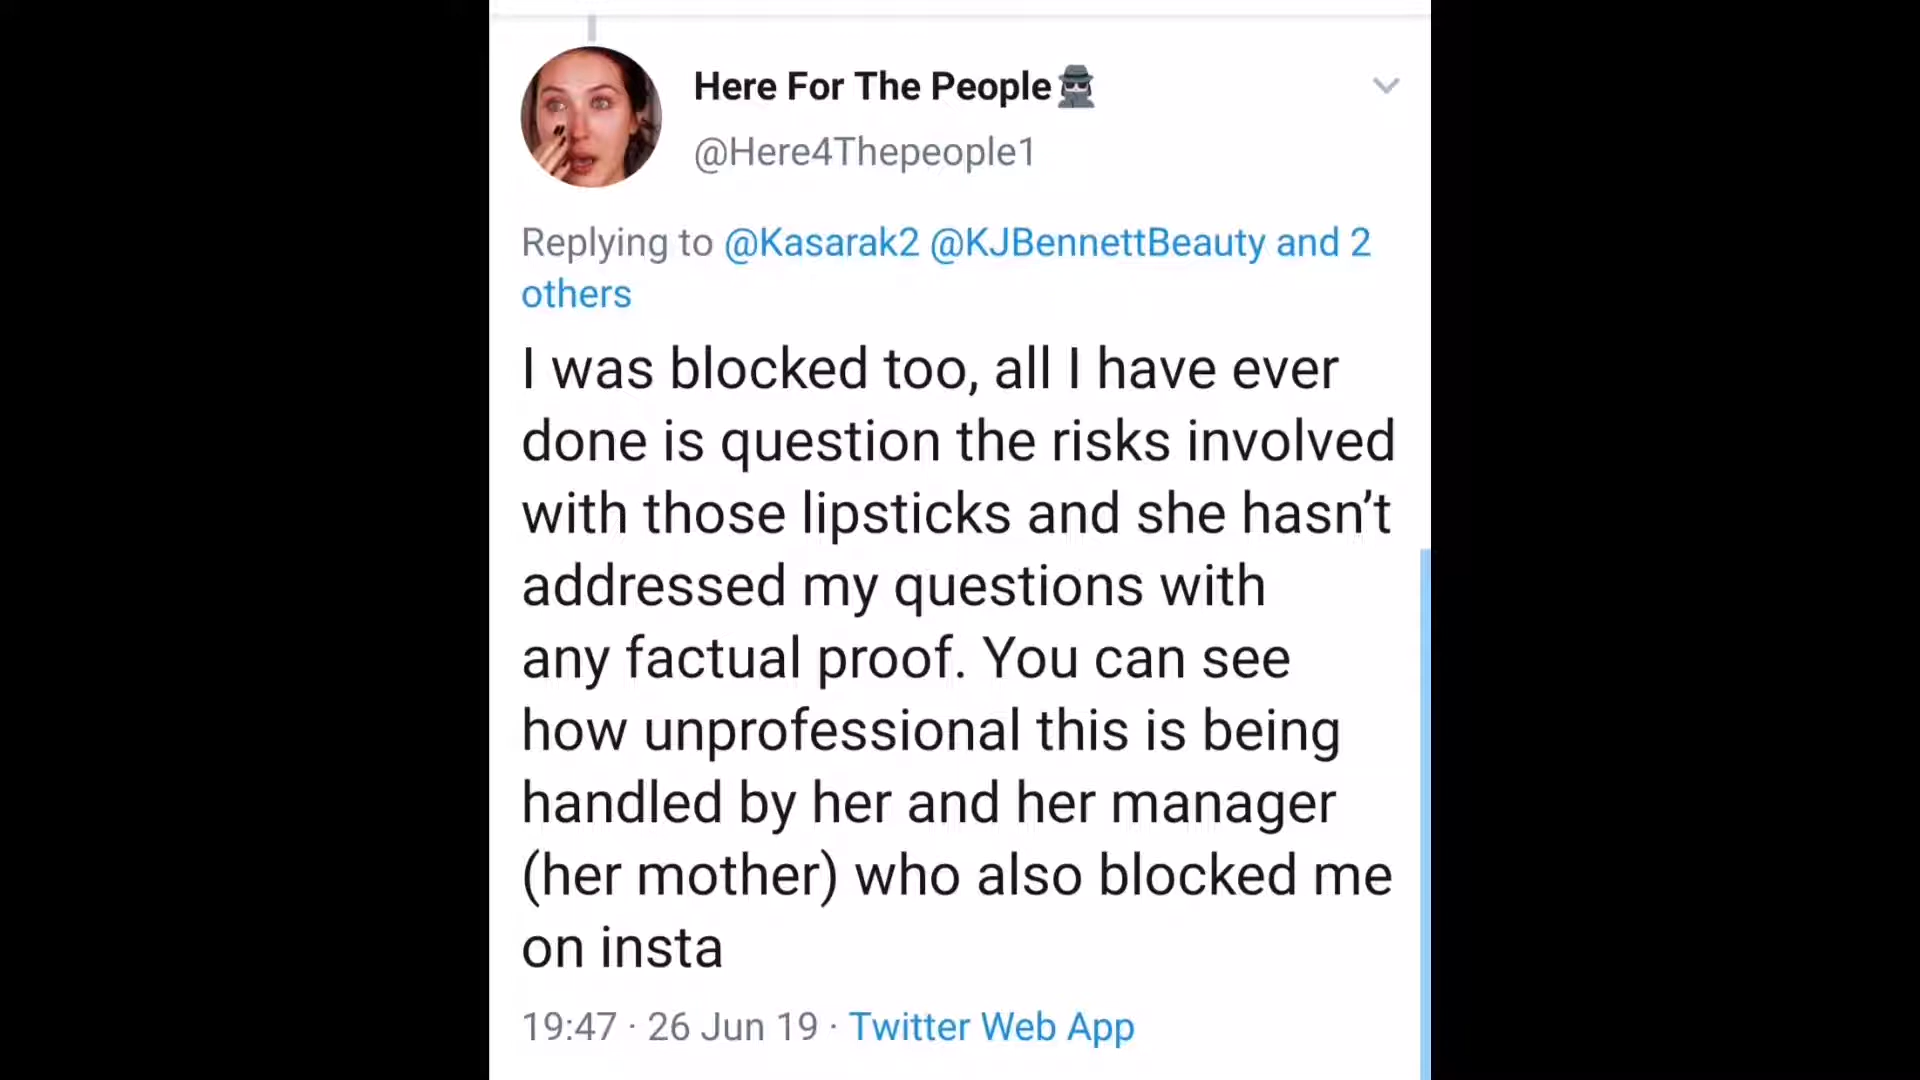 Here For The People
@Here4Thepeople1
Replying to @Kasarak2 @KJBennettBeauty and 2
others
I was blocked too, all I have ever
done is question the risks involved
with those lipsticks and she hasn’t
addressed my questions with
any factual proof. You can see
how unprofessional this is being
handled by her and her manager
(her mother) who also blocked me
on insta
19:47 · 26 Jun 19 · Twitter Web App